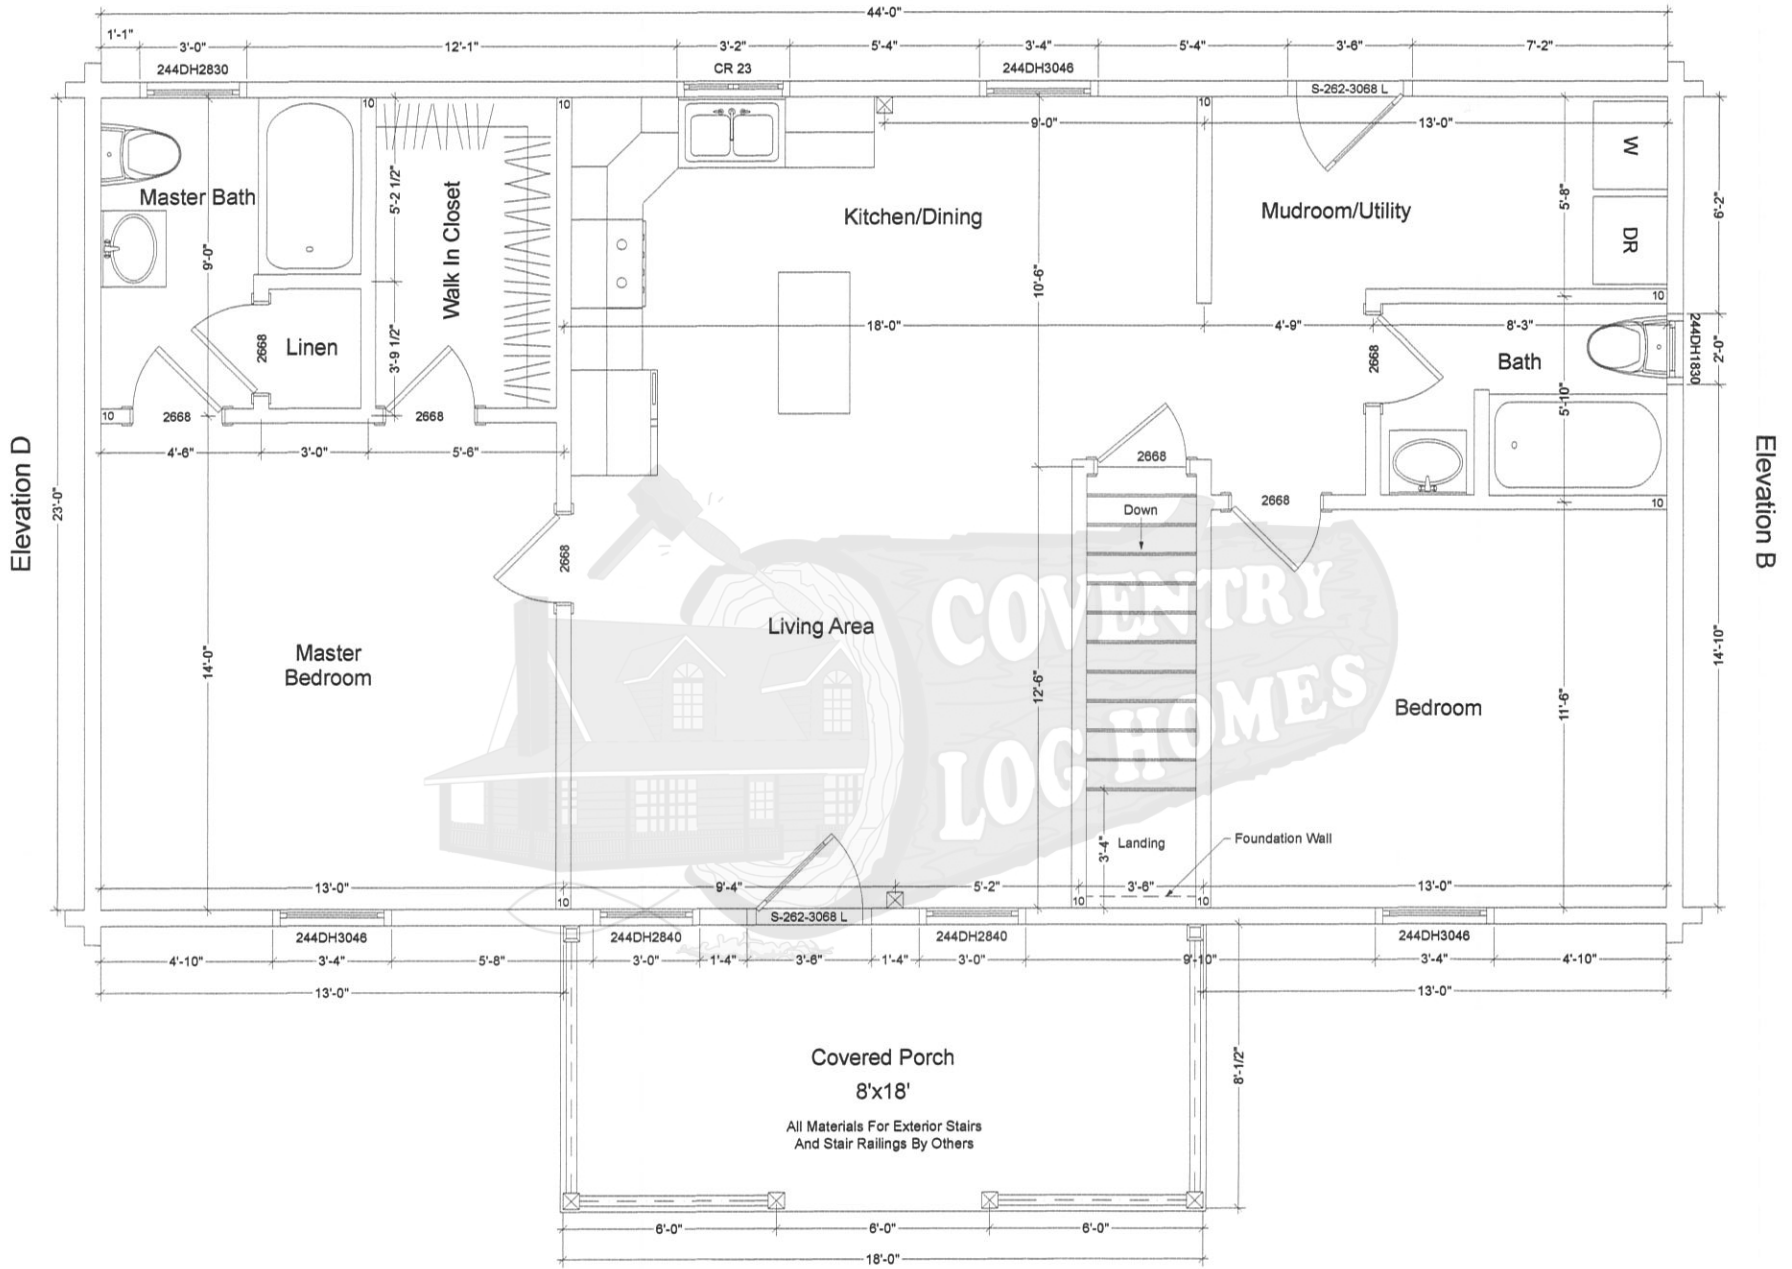 44'-0"
1'-1"
3'-0"
12'-1"
3'-2"
5'-4"
3'-4"
5'-4"
3'-6"
7'-2"
244DH2830
CR 23
244DH3046
S-262-3068 L
10
10
10
9'-0"
13'-0"
W
Master Bath
5'-2 1/2"
Walk In Closet
Kitchen/Dining
Mudroom/Utility
5'-8"
6'-2"
DR
9'-0"
10'-6"
10
Linen
2668
3'-9 1/2"
18'-0"
4'-9"
8'-3"
2668
Bath
244DH1830
2'-0"
10
2668
2668
5'-10"
4'-6"
3'-0"
5'-6"
2668
Elevation D
23'-0"
Elevation B
2668
10
Down
2668
COVENTRY
LOG HOMES
Living Area
Master
Bedroom
14'-0"
12'-6"
Bedroom
11'-6"
14'-10"
3'-4"
Landing
Foundation Wall
13'-0"
9'-4"
5'-2"
3'-6"
13'-0"
10
10
10
S-262-3068 L
244DH3046
244DH2840
244DH2840
244DH3046
4'-10"
3'-4"
5'-8"
3'-0"
1'-4"
3'-6"
1'-4"
3'-0"
9'-10"
3'-4"
4'-10"
13'-0"
13'-0"
Covered Porch
8'x18'
8'-1/2"
All Materials For Exterior Stairs
And Stair Railings By Others
6'-0"
6'-0"
6'-0"
18'-0"